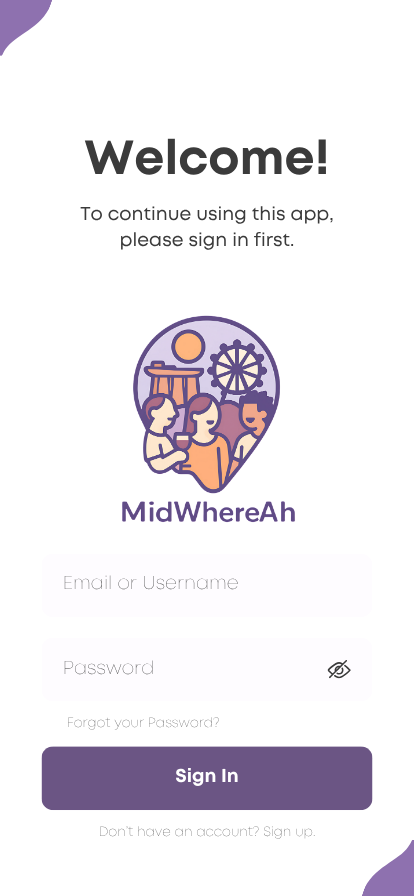 Welcome!
To continue using this app,
please sign in first.
MidWhereAh
Email or Username
Password
Forgot your Password?
Sign In
Don't have an account? Sign up.